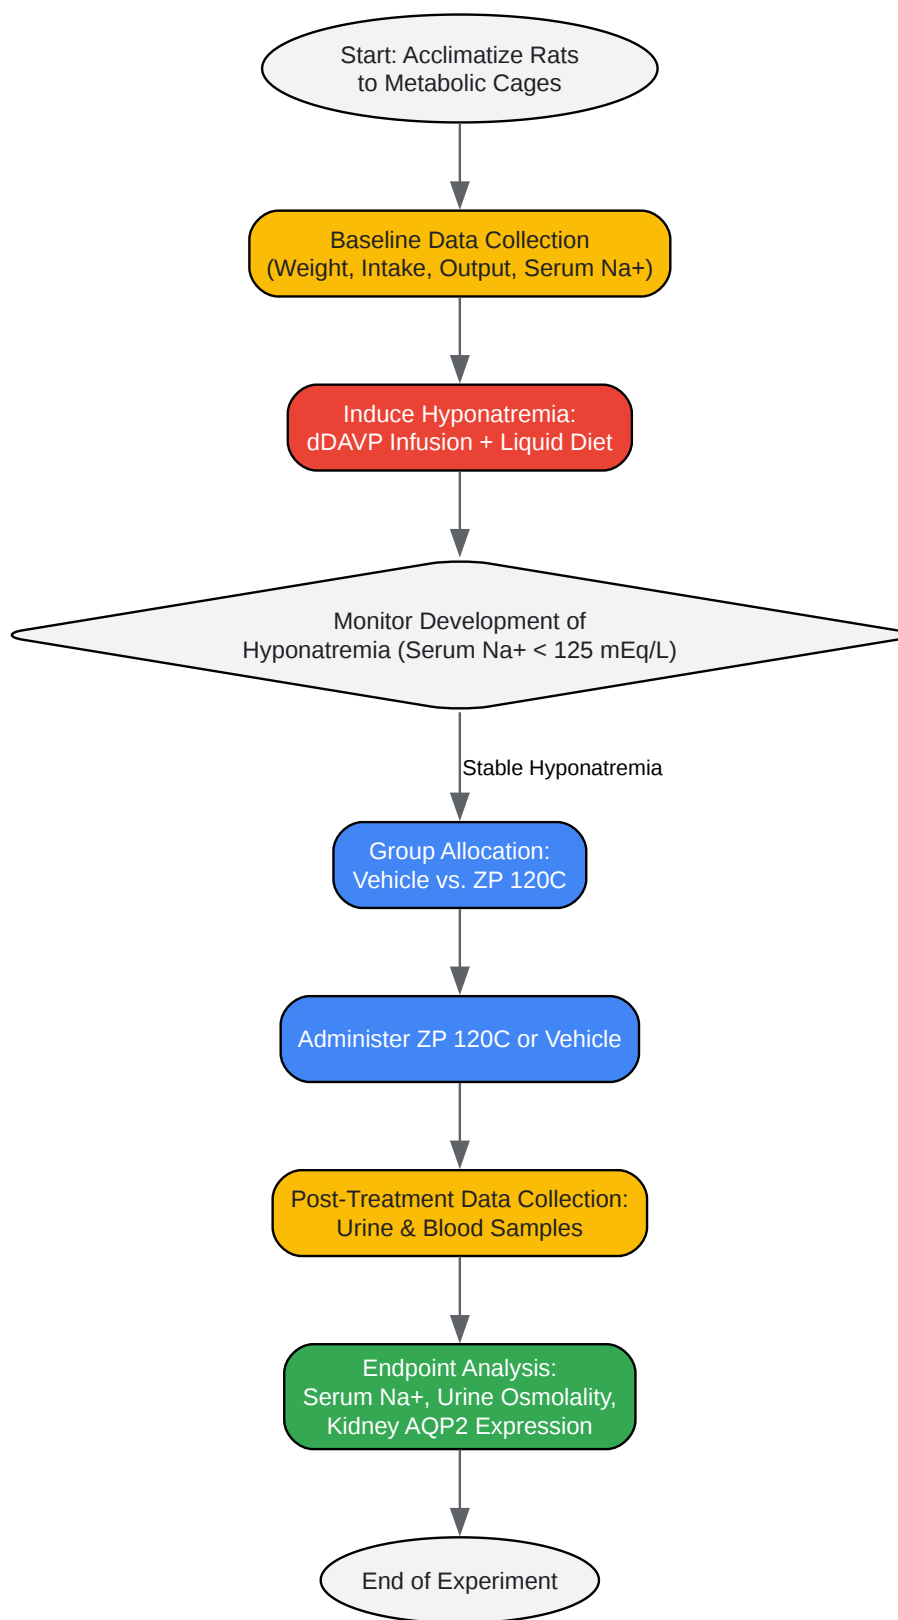 Start: Acclimatize Rats
to Metabolic Cages
Baseline Data Collection
(Weight, Intake, Output, Serum Na+)
Induce Hyponatremia:
dDAVP Infusion + Liquid Diet
Monitor Development of
Hyponatremia (Serum Na+ < 125 mEq/L)
Stable Hyponatremia
Group Allocation:
Vehicle vs. ZP 120C
Administer ZP 120C or Vehicle
Post-Treatment Data Collection:
Urine & Blood Samples
Endpoint Analysis:
Serum Na+, Urine Osmolality,
Kidney AQP2 Expression
End of Experiment